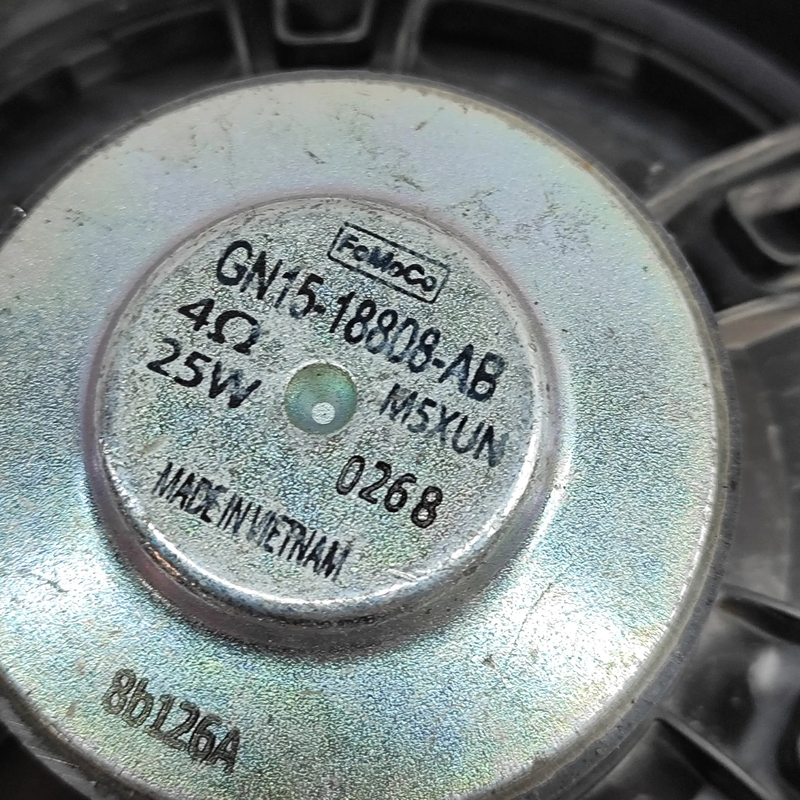 FoMoCo
GN15-18808-AB
4Ω
25W
M5XUN
0268
MADE IN VIETNAM
8b126A